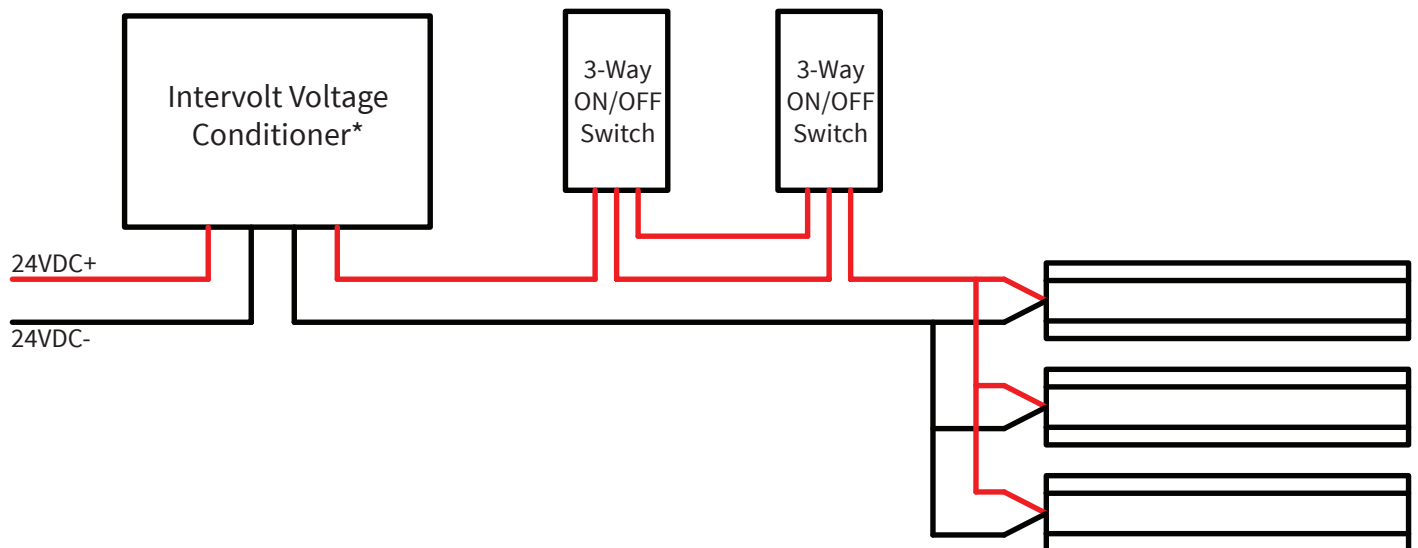 Intervolt Voltage
Conditioner*
3-Way
ON/OFF
Switch
3-Way
ON/OFF
Switch
24VDC+
24VDC-